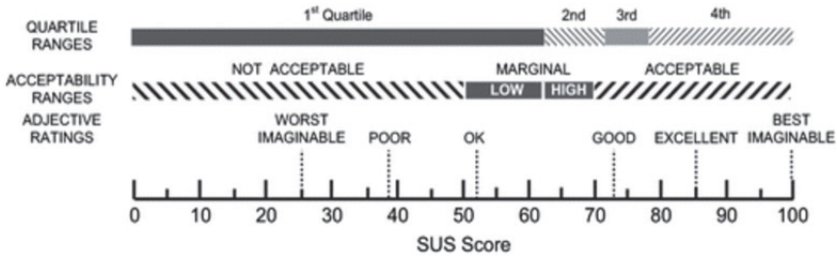 QUARTILE
RANGES
1st Quartile
2nd
3rd
4th
ACCEPTABILITY
RANGES
NOT ACCEPTABLE
MARGINAL
ACCEPTABLE
LOW
HIGH
ADJECTIVE
RATINGS
WORST
IMAGINABLE
POOR
OK
GOOD
EXCELLENT
BEST
IMAGINABLE
0 10 20 30 40 50 60 70 80 90 100
SUS Score